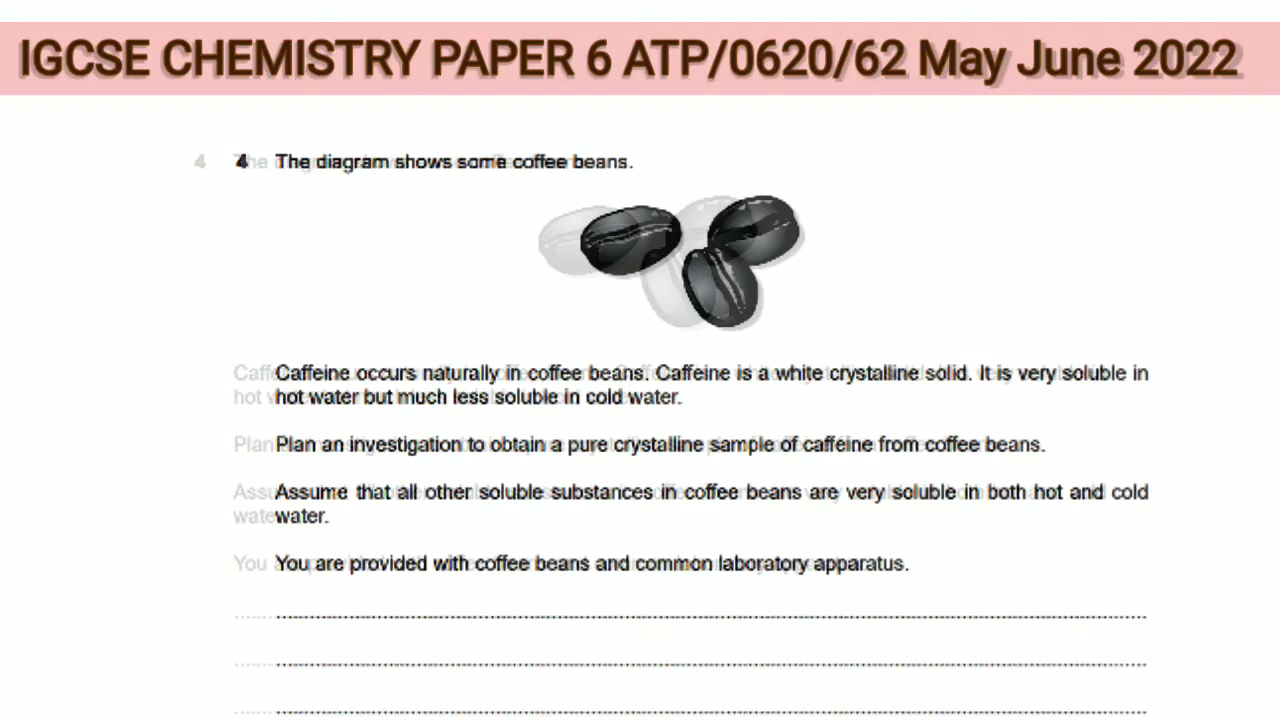 IGCSE CHEMISTRY PAPER 6 ATP/0620/62 May June 2022
4 The diagram shows some coffee beans.
Caffeine occurs naturally in coffee beans. Caffeine is a white crystalline solid. It is very soluble in
hot water but much less soluble in cold water.
Plan an investigation to obtain a pure crystalline sample of caffeine from coffee beans.
Assume that all other soluble substances in coffee beans are very soluble in both hot and cold
water.
You are provided with coffee beans and common laboratory apparatus.